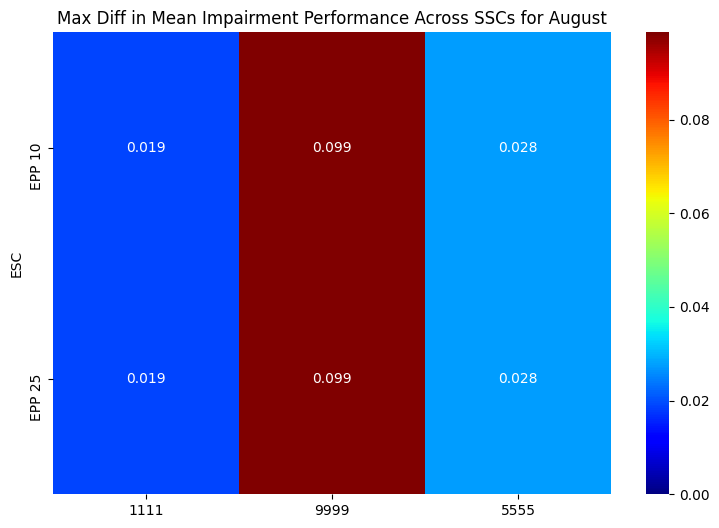 Max Diff in Mean Impairment Performance Across SSCs for August
ESC
EPP 10
0.019 0.099 0.028
EPP 25
0.019 0.099 0.028
1111 9999 5555
0.08
0.06
0.04
0.02
0.00